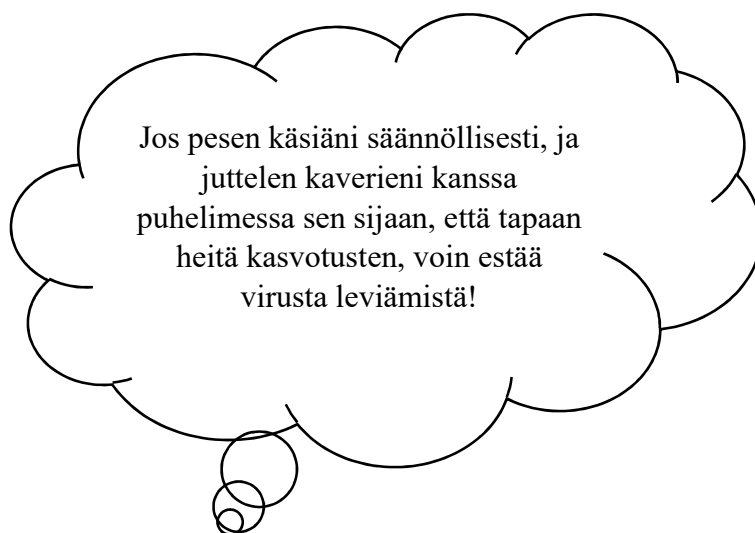 Jos pesen käsiäni säännöllisesti, ja
juttelen kaverieni kanssa
puhelimessa sen sijaan, että tapaan
heitä kasvotusten, voin estää
virusta leviämistä!